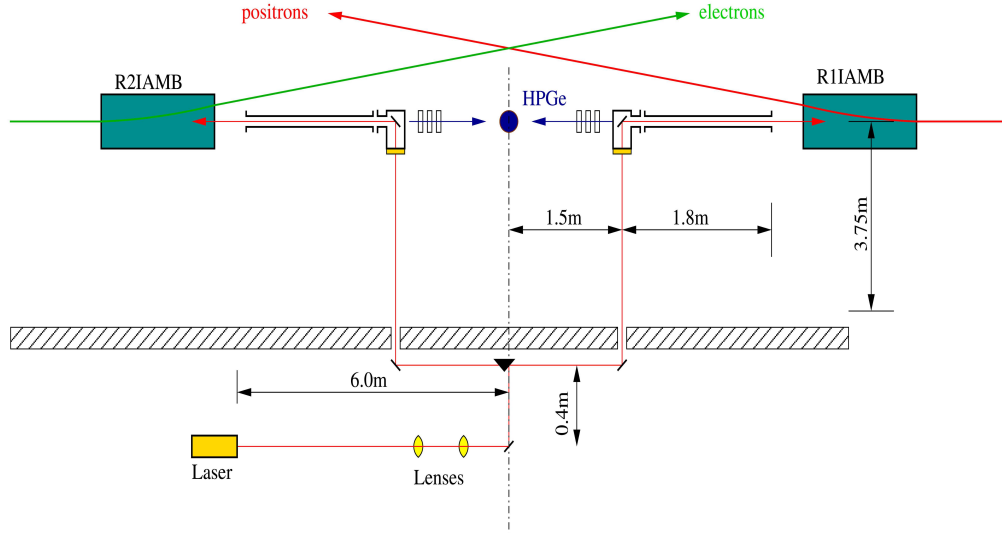 positrons
electrons
R2IAMB
R1IAMB
HPGe
1.5m
1.8m
3.75m
6.0m
0.4m
Laser
Lenses